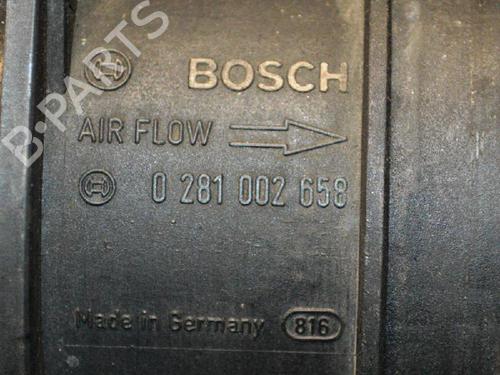 BOSCH
AIR FLOW
0 281 002 658
Made in Germany 816
B-PARTS